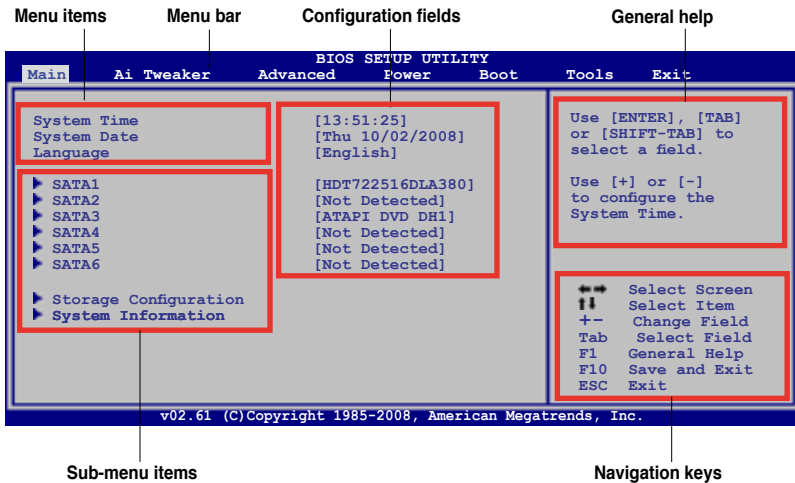 Menu items Menu bar Configuration fields General help
BIOS SETUP UTILITY
Main Ai Tweaker Advanced Power Boot Tools Exit
System Time [13:51:25]
System Date [Thu 10/02/2008]
Language [English]
SATA1 [HDT722516DLA380]
SATA2 [Not Detected]
SATA3 [ATAPI DVD DH1]
SATA4 [Not Detected]
SATA5 [Not Detected]
SATA6 [Not Detected]
Storage Configuration
System Information
Use [ENTER], [TAB]
or [SHIFT-TAB] to
select a field.
Use [+] or [-]
to configure the
System Time.
←→ Select Screen
↑↓ Select Item
+- Change Field
Tab Select Field
F1 General Help
F10 Save and Exit
ESC Exit
v02.61 (C)Copyright 1985-2008, American Megatrends, Inc.
Sub-menu items Navigation keys